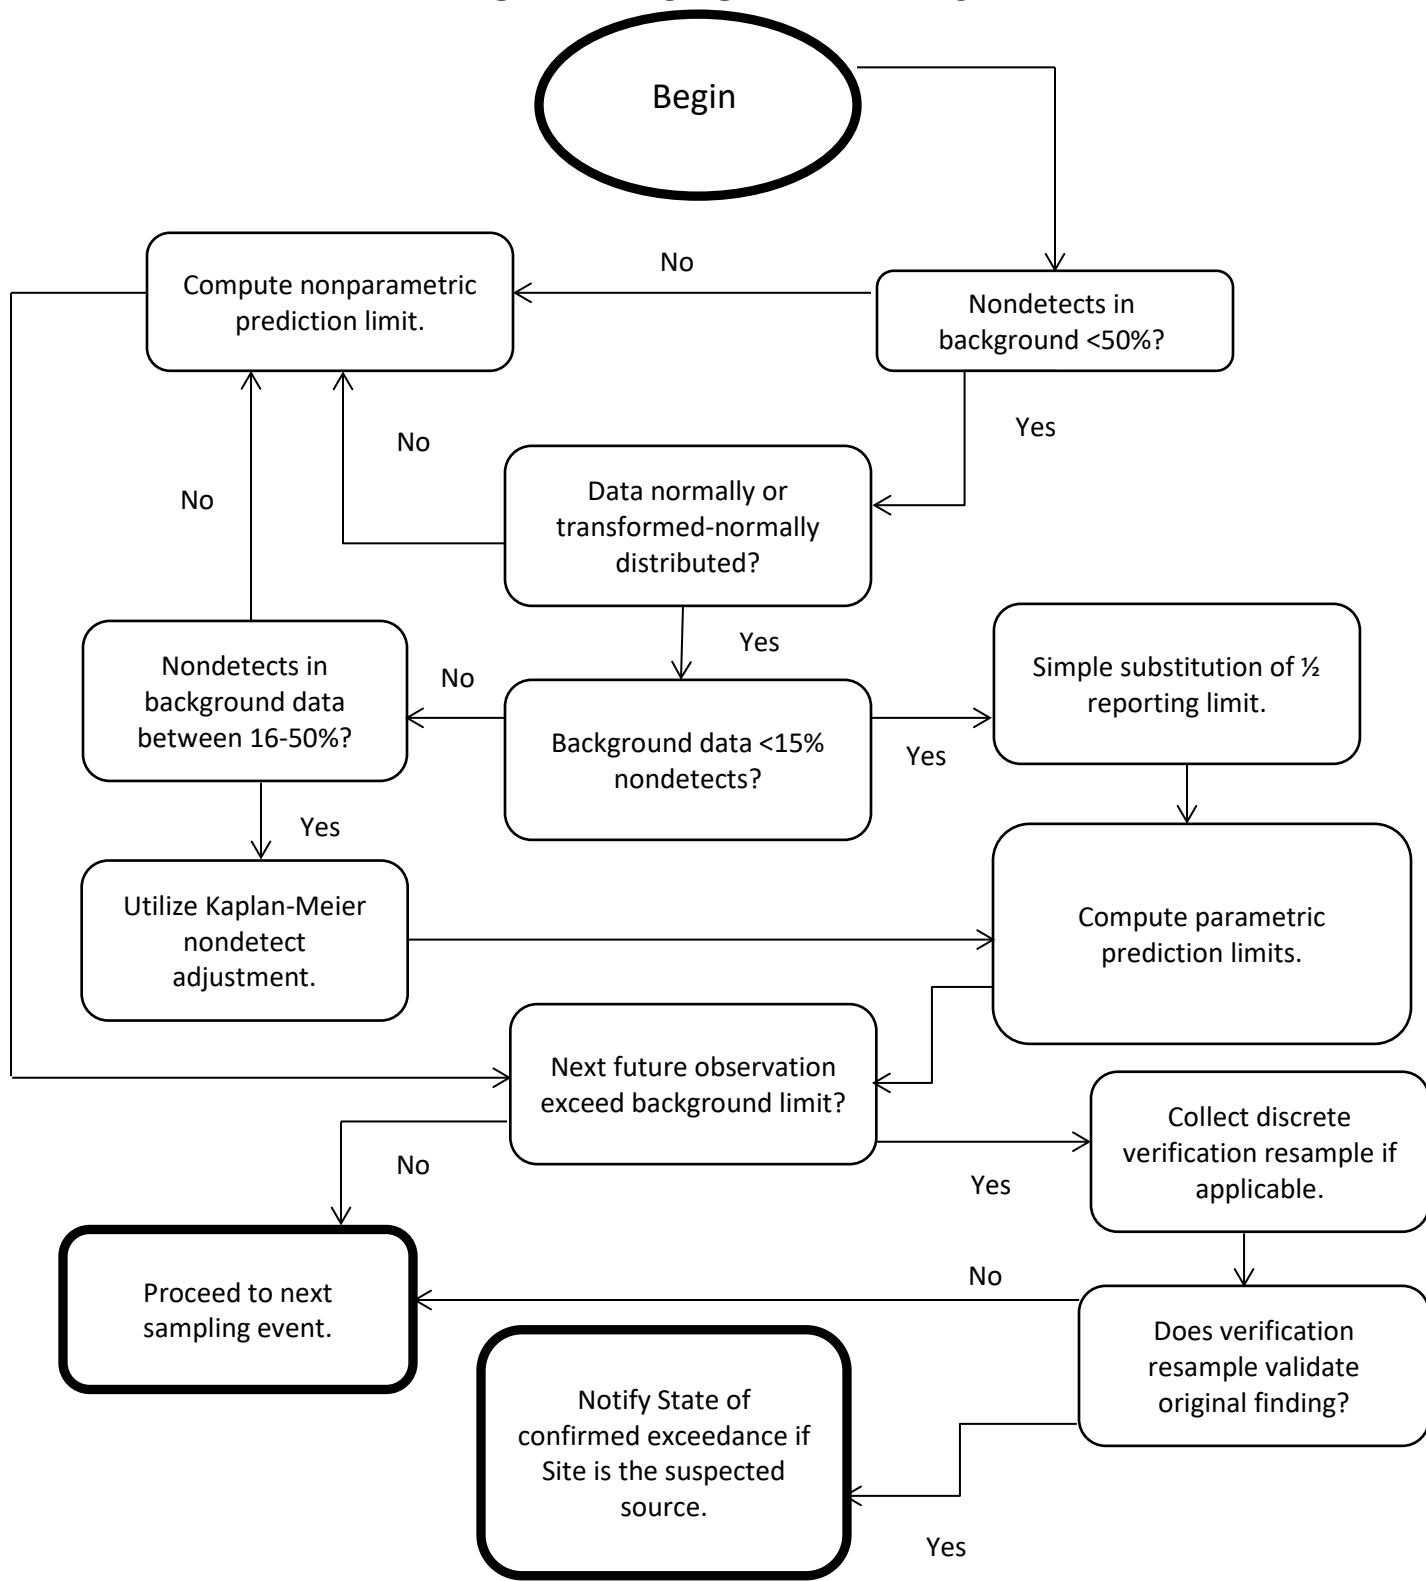 Begin
No
Compute nonparametric
prediction limit.
Nondetects in
background <50%?
Yes
No
Data normally or
transformed-normally
distributed?
No
Yes
Nondetects in
background data
between 16-50%?
No
Background data <15%
nondetects?
Yes
Simple substitution of ½
reporting limit.
Yes
Utilize Kaplan-Meier
nondetect
adjustment.
Compute parametric
prediction limits.
Next future observation
exceed background limit?
Collect discrete
verification resample if
applicable.
No
Yes
Proceed to next
sampling event.
No
Does verification
resample validate
original finding?
Notify State of
confirmed exceedance if
Site is the suspected
source.
Yes